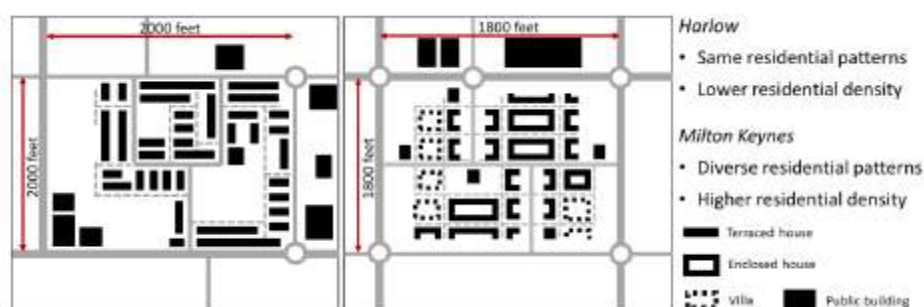 2000 feet
2000 feet
1800 feet
1800 feet
Harlow
• Same residential patterns
• Lower residential density
Milton Keynes
• Diverse residential patterns
• Higher residential density
Terraced house
Enclosed house
Villa
Public building